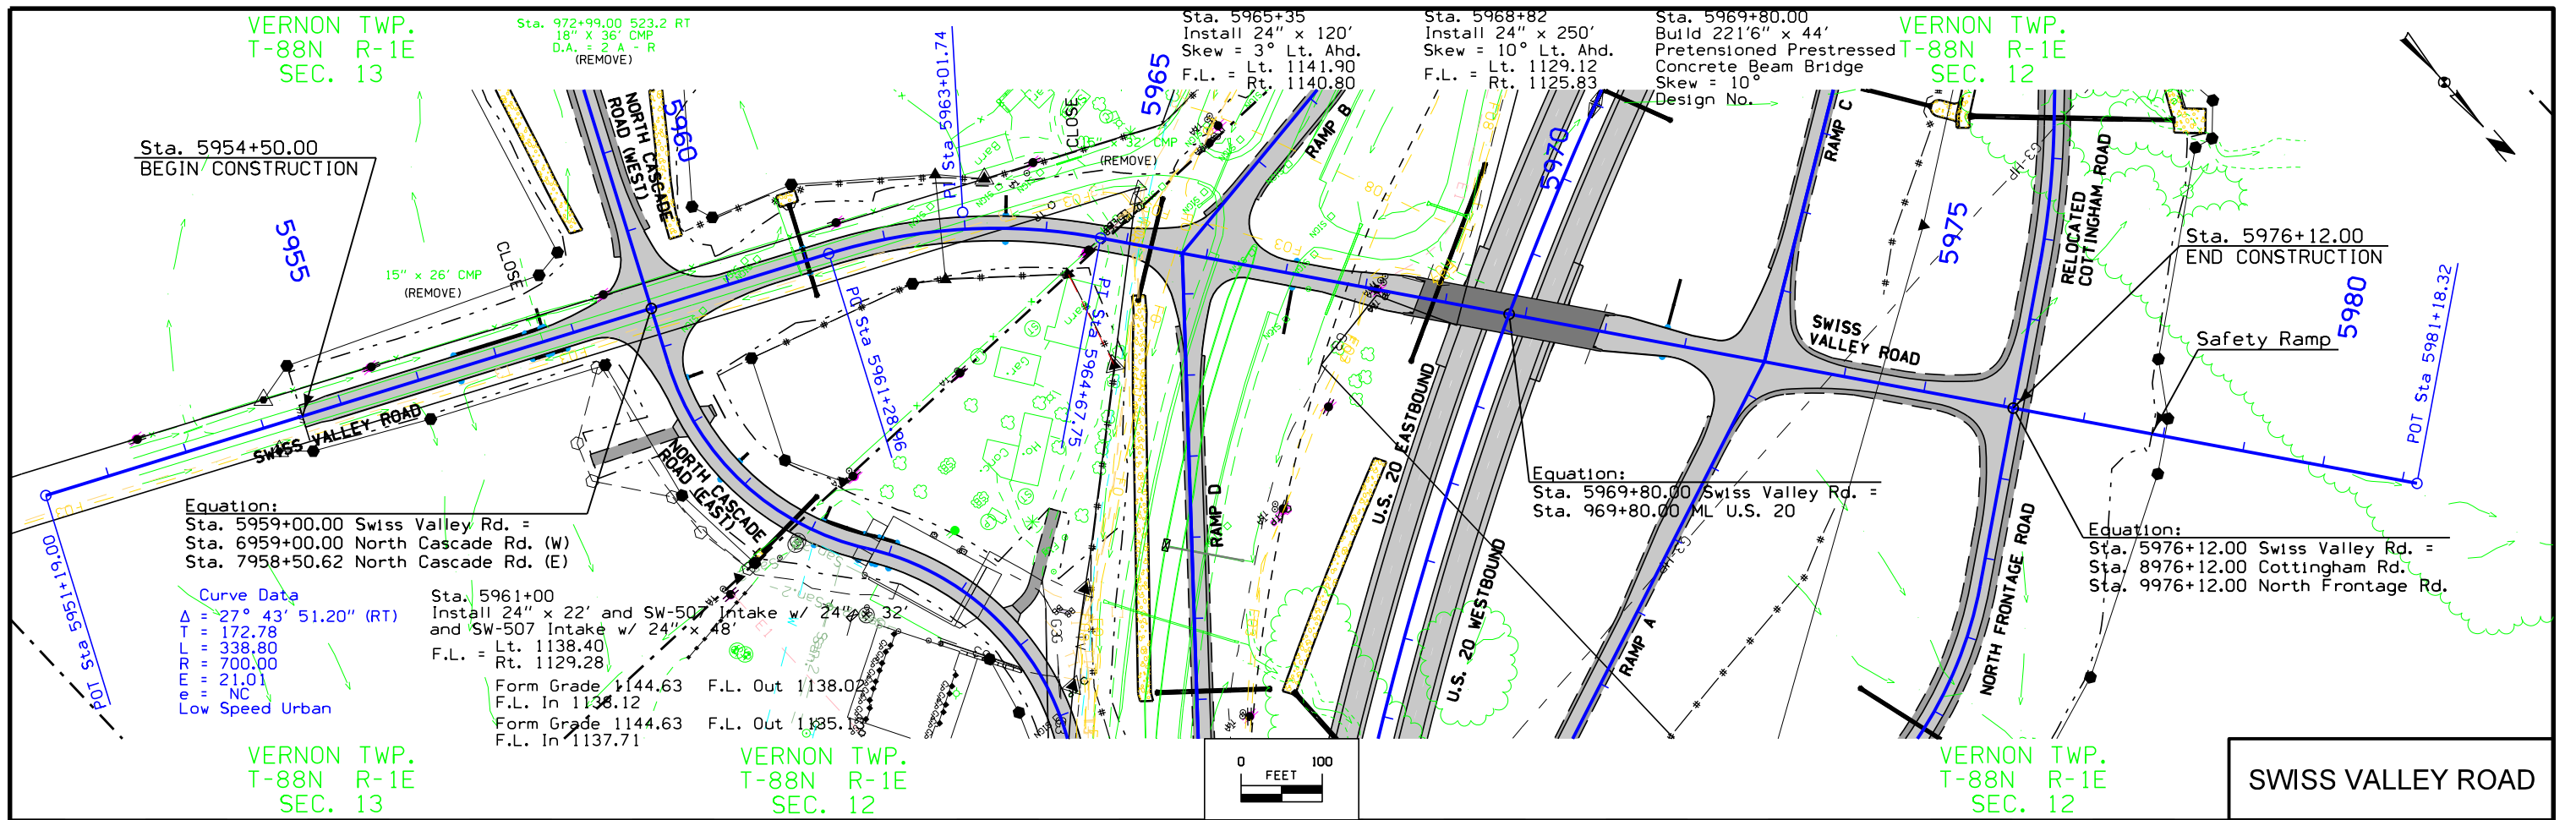 VERNON TWP.
T-88N R-1E
SEC. 13
Sta. 972+99.00 523.2 RT
18" X 36' CMP
D.A. = 2 A - R
(REMOVE)
Sta. 5965+35
Install 24" x 120'
Skew = 3° Lt. Ahd.
F.L. = Lt. 1141.90
Rt. 1140.80
Sta. 5968+82
Install 24" x 250'
Skew = 10° Lt. Ahd.
F.L. = Lt. 1129.12
Rt. 1125.83
Sta. 5969+80.00
Build 221'6" x 44'
Pretensioned Prestressed
Concrete Beam Bridge
Skew = 10°
Design No.
VERNON TWP.
T-88N R-1E
SEC. 12
Sta. 5954+50.00
BEGIN CONSTRUCTION
5955
NORTH CASCADE
ROAD (WEST)
5960
PI Sta 5963+01.74
5965
CLOSE
15" x 32' CMP
(REMOVE)
Barn
RAMP B
5970
RAMP C
5975
RELOCATED
COTTINGHAM ROAD
Sta. 5976+12.00
END CONSTRUCTION
5980
Safety Ramp
POT Sta 5981+18.32
CLOSE
15" x 26' CMP
(REMOVE)
PC Sta 5961+28.96
PT Sta 5964+67.75
Barn
Gar.
SWISS
VALLEY ROAD
SWISS VALLEY ROAD
NORTH CASCADE
ROAD (EAST)
RAMP D
U.S. 20 EASTBOUND
U.S. 20 WESTBOUND
RAMP A
NORTH FRONTAGE ROAD
POT Sta 5951+19.00
Equation:
Sta. 5959+00.00 Swiss Valley Rd. =
Sta. 6959+00.00 North Cascade Rd. (W)
Sta. 7958+50.62 North Cascade Rd. (E)
Equation:
Sta. 5969+80.00 Swiss Valley Rd. =
Sta. 969+80.00 ML U.S. 20
Equation:
Sta. 5976+12.00 Swiss Valley Rd. =
Sta. 8976+12.00 Cottingham Rd.
Sta. 9976+12.00 North Frontage Rd.
Curve Data
Δ = 27° 43' 51.20" (RT)
T = 172.78
L = 338.80
R = 700.00
E = 21.01
e = NC
Low Speed Urban
Sta. 5961+00
Install 24" x 22' and SW-507 Intake w/ 24" x 32'
and SW-507 Intake w/ 24" x 48'
F.L. = Lt. 1138.40
Rt. 1129.28
Form Grade 1144.63 F.L. Out 1138.02
F.L. In 1138.12
Form Grade 1144.63 F.L. Out
F.L. In 1137.71
VERNON TWP.
T-88N R-1E
SEC. 13
VERNON TWP.
T-88N R-1E
SEC. 12
0 100
FEET
VERNON TWP.
T-88N R-1E
SEC. 12
SWISS VALLEY ROAD